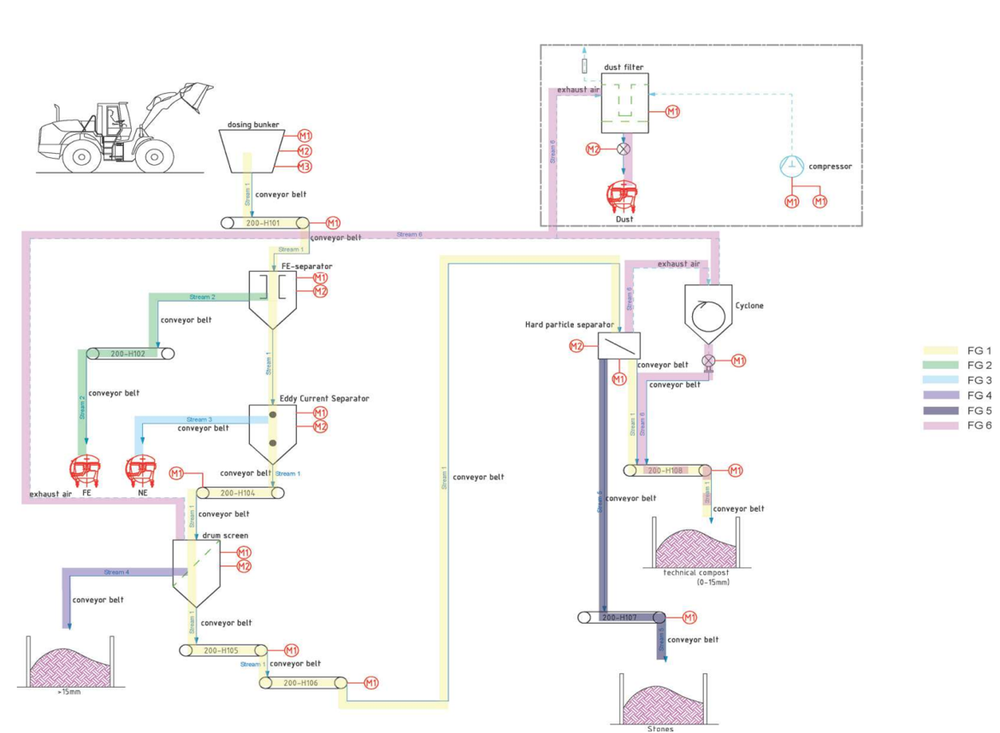 dust filter
exhaust air
M1
Stream 6
M2
compressor
M1
M1
Dust
dosing bunker
M1
M2
M3
Stream 1
conveyor belt
200-H101
M1
conveyor belt
Stream 6
Stream 1
FE-separator
M1
M2
Stream 2
conveyor belt
200-H102
Stream 1
conveyor belt
Stream 2
Eddy Current Separator
M1
M2
Stream 3
conveyor belt
FE
NE
conveyor belt
Stream 1
M1
200-H104
exhaust air
Stream 1
conveyor belt
drum screen
M1
M2
Stream 4
conveyor belt
>15mm
Stream 1
conveyor belt
200-H105
M1
Stream 1
conveyor belt
200-H106
M1
Stream 1
conveyor belt
exhaust air
Stream 6
Cyclone
Hard particle separator
M2
M1
conveyor belt
M1
conveyor belt
Stream 1
Stream 6
200-H108
M1
Stream 1
conveyor belt
technical compost
(0-15mm)
Stream 5
conveyor belt
200-H107
M1
Stream 5
conveyor belt
Stones
FG 1
FG 2
FG 3
FG 4
FG 5
FG 6